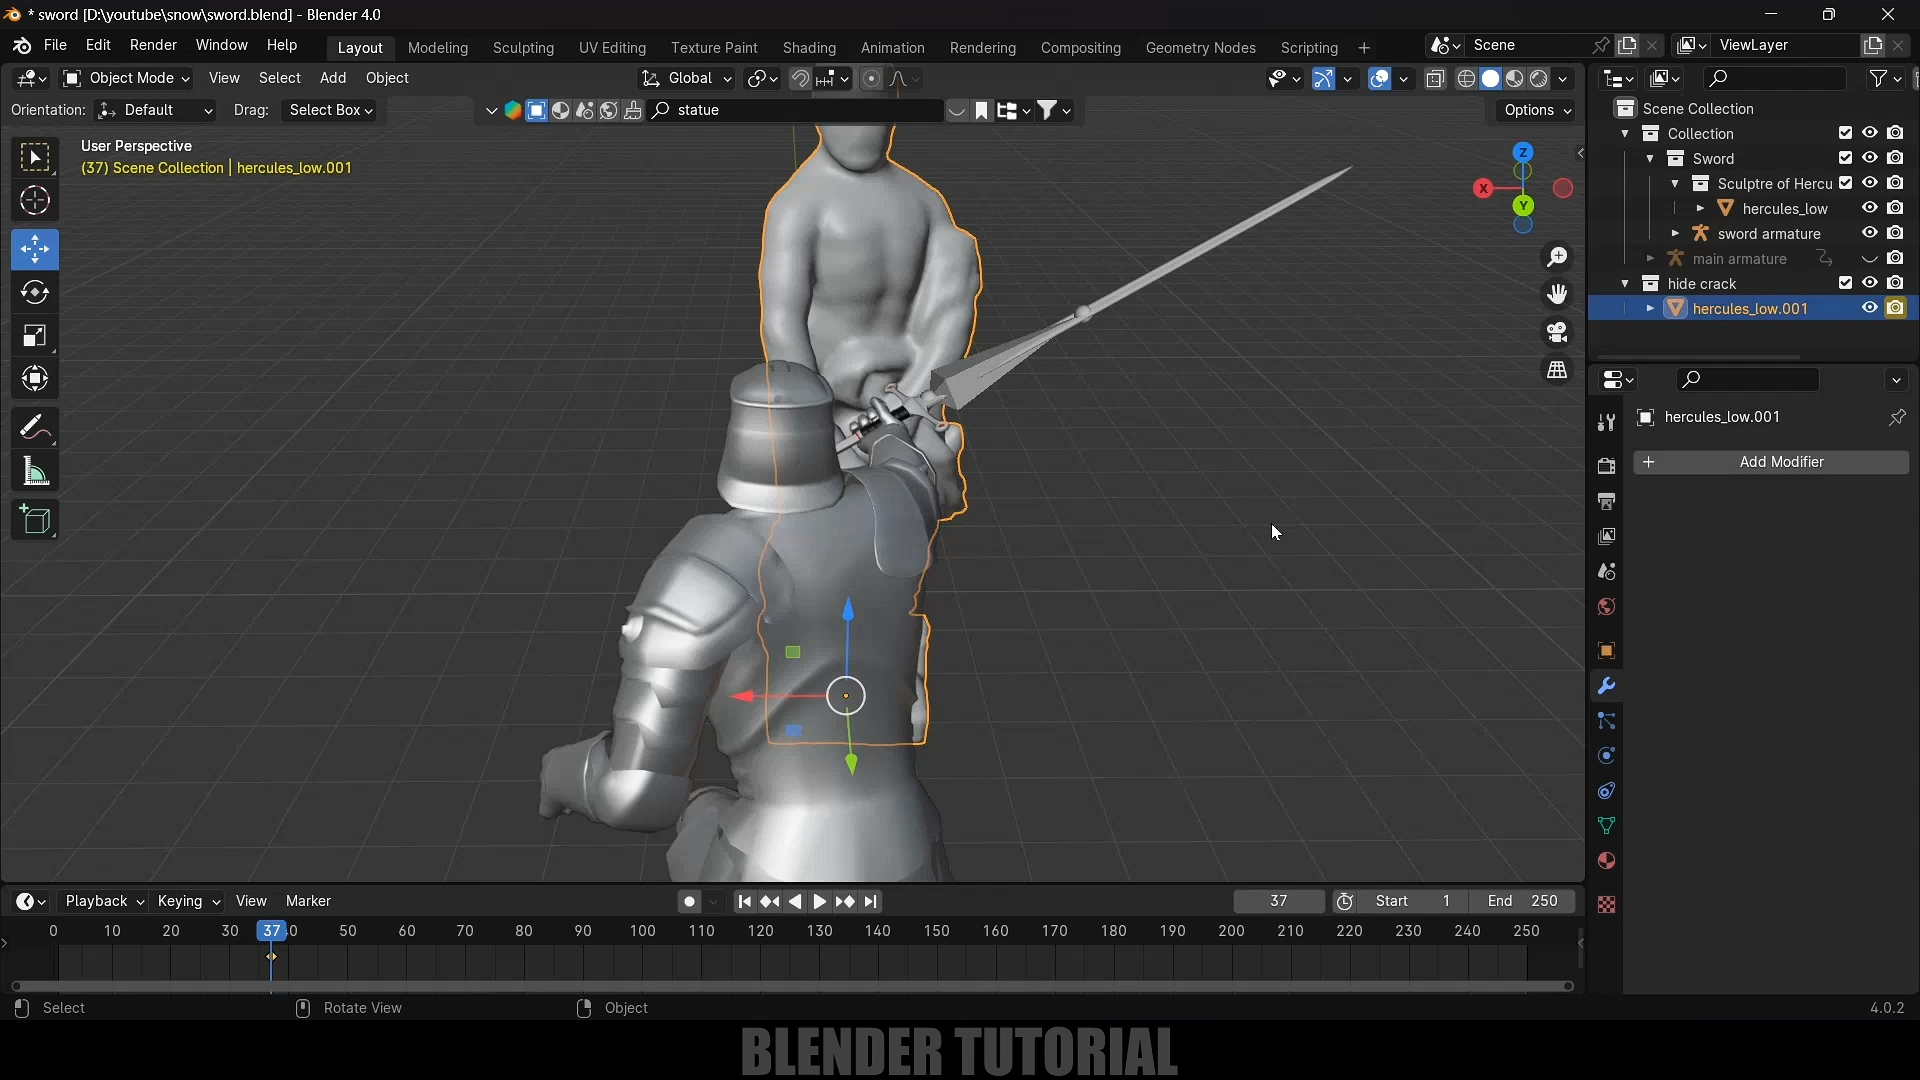 * sword [D:\youtube\snow\sword.blend] - Blender 4.0
File Edit Render Window Help Layout Modeling Sculpting UV Editing Texture Paint Shading Animation Rendering Compositing Geometry Nodes Scripting + Scene ViewLayer
Object Mode View Select Add Object Global
Orientation: Default Drag: Select Box statue Options
User Perspective
(37) Scene Collection | hercules_low.001
Z
X
Y
Scene Collection
Collection
Sword
Sculptre of Hercu
hercules_low
sword armature
main armature
hide crack
hercules_low.001
hercules_low.001
+ Add Modifier
Playback Keying View Marker 37 Start 1 End 250
0 10 20 30 37 40 50 60 70 80 90 100 110 120 130 140 150 160 170 180 190 200 210 220 230 240 250
Select Rotate View Object 4.0.2
BLENDER TUTORIAL